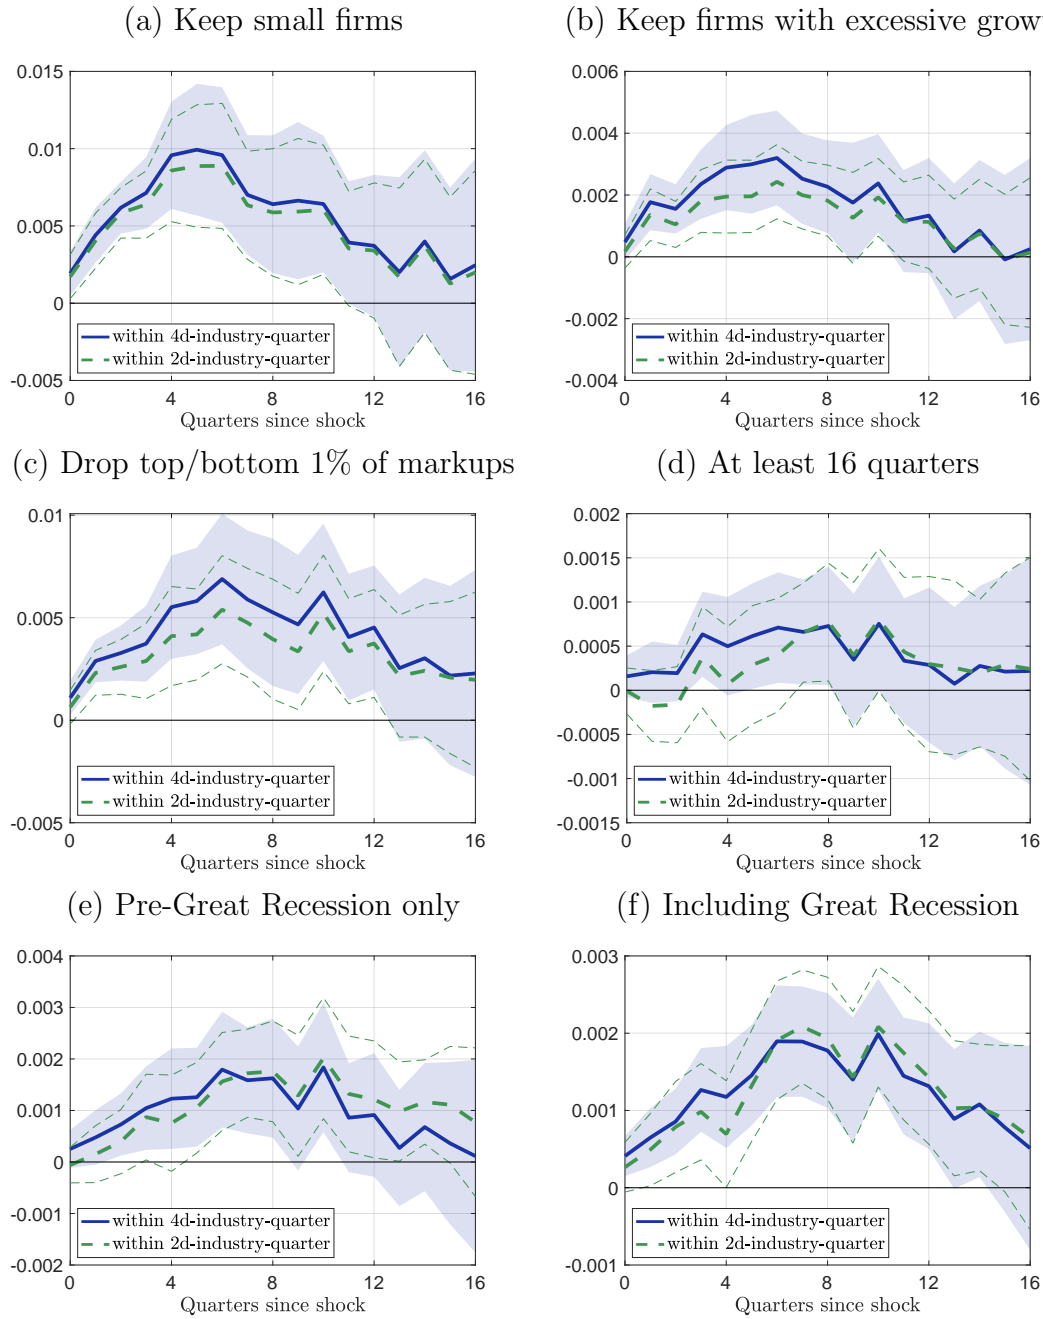 (a) Keep small firms
0.015
0.01
0.005
0
-0.005
within 4d-industry-quarter
within 2d-industry-quarter
0 4 8 12 16
Quarters since shock
(b) Keep firms with excessive grow
0.006
0.004
0.002
0
-0.002
-0.004
within 4d-industry-quarter
within 2d-industry-quarter
0 4 8 12 16
Quarters since shock
(c) Drop top/bottom 1% of markups
0.01
0.005
0
-0.005
within 4d-industry-quarter
within 2d-industry-quarter
0 4 8 12 16
Quarters since shock
(d) At least 16 quarters
0.002
0.0015
0.001
0.0005
0
-0.0005
-0.001
-0.0015
within 4d-industry-quarter
within 2d-industry-quarter
0 4 8 12 16
Quarters since shock
(e) Pre-Great Recession only
0.004
0.003
0.002
0.001
0
-0.001
-0.002
within 4d-industry-quarter
within 2d-industry-quarter
0 4 8 12 16
Quarters since shock
(f) Including Great Recession
0.003
0.002
0.001
0
-0.001
within 4d-industry-quarter
within 2d-industry-quarter
0 4 8 12 16
Quarters since shock